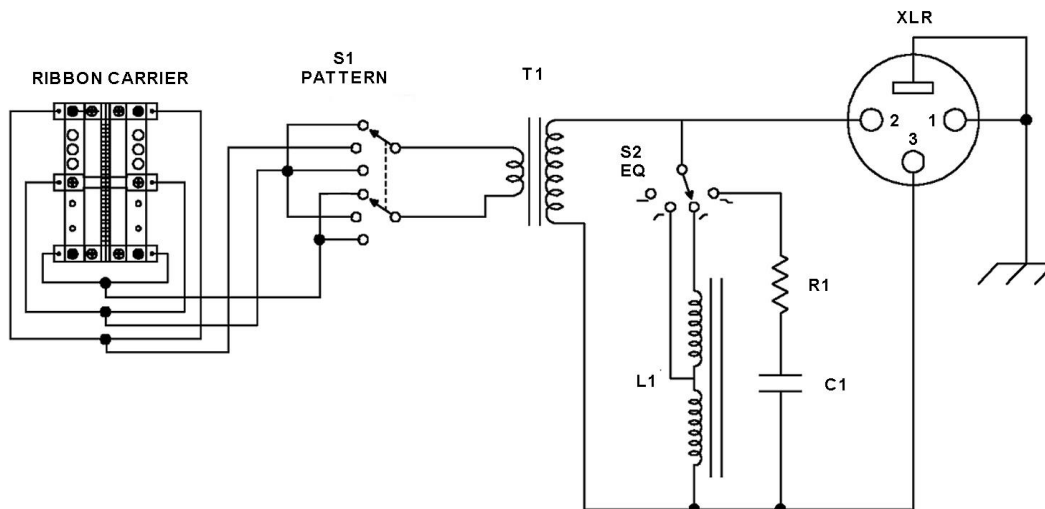 XLR
S1
PATTERN
RIBBON CARRIER
T1
2
1
3
S2
EQ
R1
L1
C1